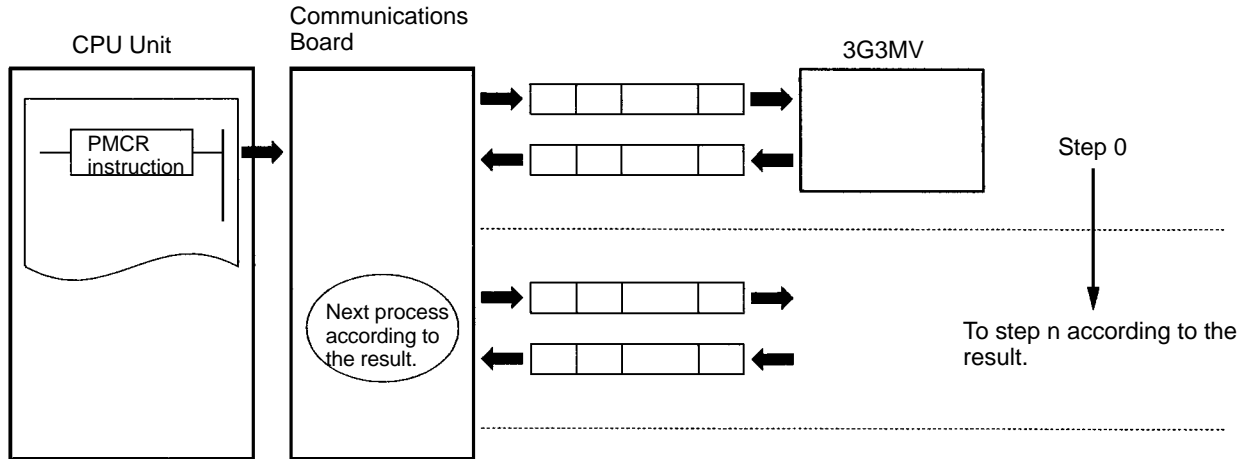 Communications
Board
CPU Unit
3G3MV
PMCR
instruction
Step 0
Next process
according to
the result.
To step n according to the
result.